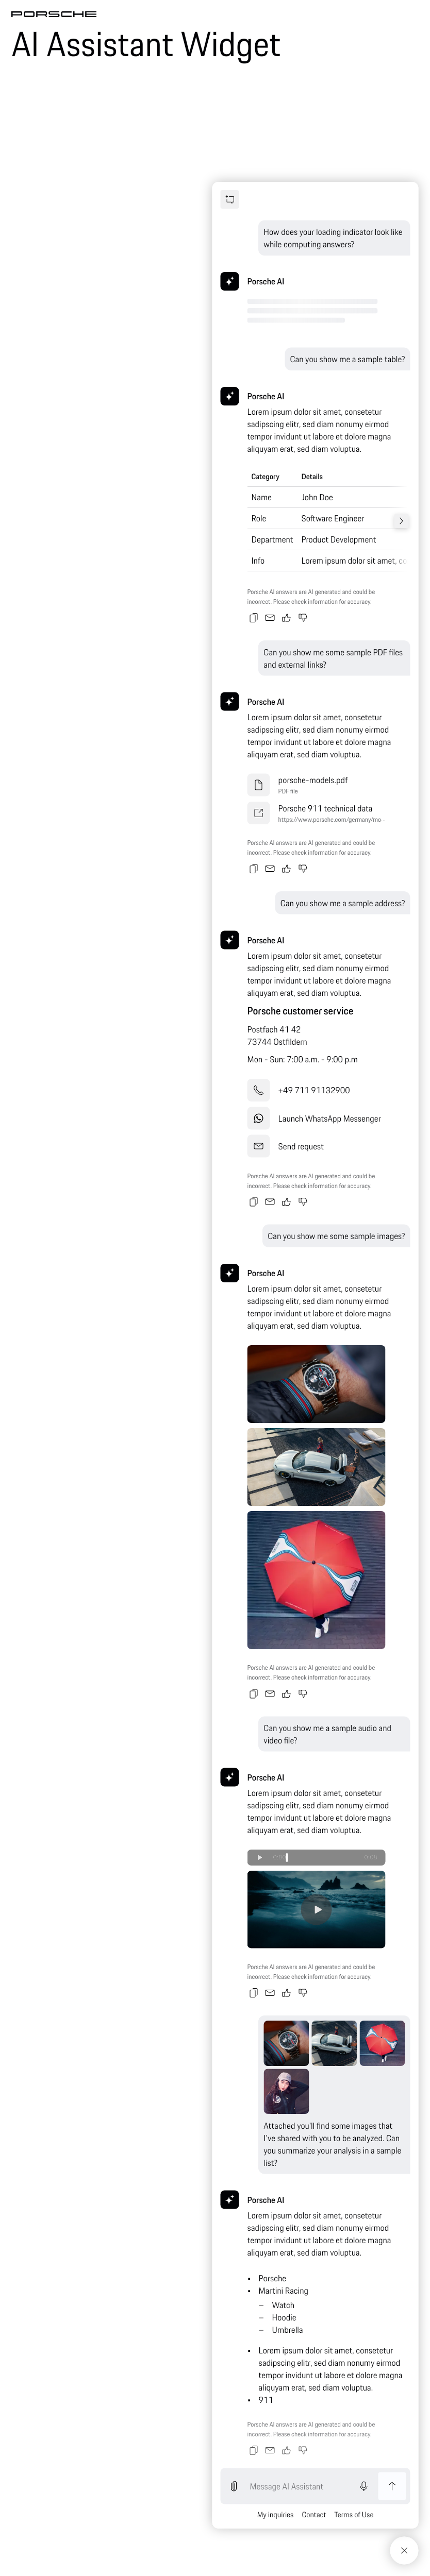 PORSCHE
AI Assistant Widget
How does your loading indicator look like
while computing answers?
Porsche AI
Can you show me a sample table?
Porsche AI
Lorem ipsum dolor sit amet, consetetur
sadipscing elitr, sed diam nonumy eirmod
tempor invidunt ut labore et dolore magna
aliquyam erat, sed diam voluptua.
Category Details
Name John Doe
Role Software Engineer
Department Product Development
Info Lorem ipsum dolor sit amet,
Porsche AI answers are AI generated and could be
incorrect. Please check information for accuracy.
Can you show me some sample PDF files
and external links?
Porsche AI
Lorem ipsum dolor sit amet, consetetur
sadipscing elitr, sed diam nonumy eirmod
tempor invidunt ut labore et dolore magna
aliquyam erat, sed diam voluptua.
porsche-models.pdf
PDF file
Porsche 911 technical data
https://www.porsche.com/germany/mo...
Porsche AI answers are AI generated and could be
incorrect. Please check information for accuracy.
Can you show me a sample address?
Porsche AI
Lorem ipsum dolor sit amet, consetetur
sadipscing elitr, sed diam nonumy eirmod
tempor invidunt ut labore et dolore magna
aliquyam erat, sed diam voluptua.
Porsche customer service
Postfach 41 42
73744 Ostfildern
Mon - Sun: 7:00 a.m. - 9:00 p.m
+49 711 91132900
Launch WhatsApp Messenger
Send request
Porsche AI answers are AI generated and could be
incorrect. Please check information for accuracy.
Can you show me some sample images?
Porsche AI
Lorem ipsum dolor sit amet, consetetur
sadipscing elitr, sed diam nonumy eirmod
tempor invidunt ut labore et dolore magna
aliquyam erat, sed diam voluptua.
Porsche AI answers are AI generated and could be
incorrect. Please check information for accuracy.
Can you show me a sample audio and
video file?
Porsche AI
Lorem ipsum dolor sit amet, consetetur
sadipscing elitr, sed diam nonumy eirmod
tempor invidunt ut labore et dolore magna
aliquyam erat, sed diam voluptua.
Porsche AI answers are AI generated and could be
incorrect. Please check information for accuracy.
Attached you'll find some images that
I've shared with you to be analyzed. Can
you summarize your analysis in a sample
list?
Porsche AI
Lorem ipsum dolor sit amet, consetetur
sadipscing elitr, sed diam nonumy eirmod
tempor invidunt ut labore et dolore magna
aliquyam erat, sed diam voluptua.
• Porsche
• Martini Racing
– Watch
– Hoodie
– Umbrella
• Lorem ipsum dolor sit amet, consetetur
sadipscing elitr, sed diam nonumy eirmod
tempor invidunt ut labore et dolore magna
aliquyam erat, sed diam voluptua.
• 911
Porsche AI answers are AI generated and could be
incorrect. Please check information for accuracy.
Message AI Assistant
My inquiries Contact Terms of Use